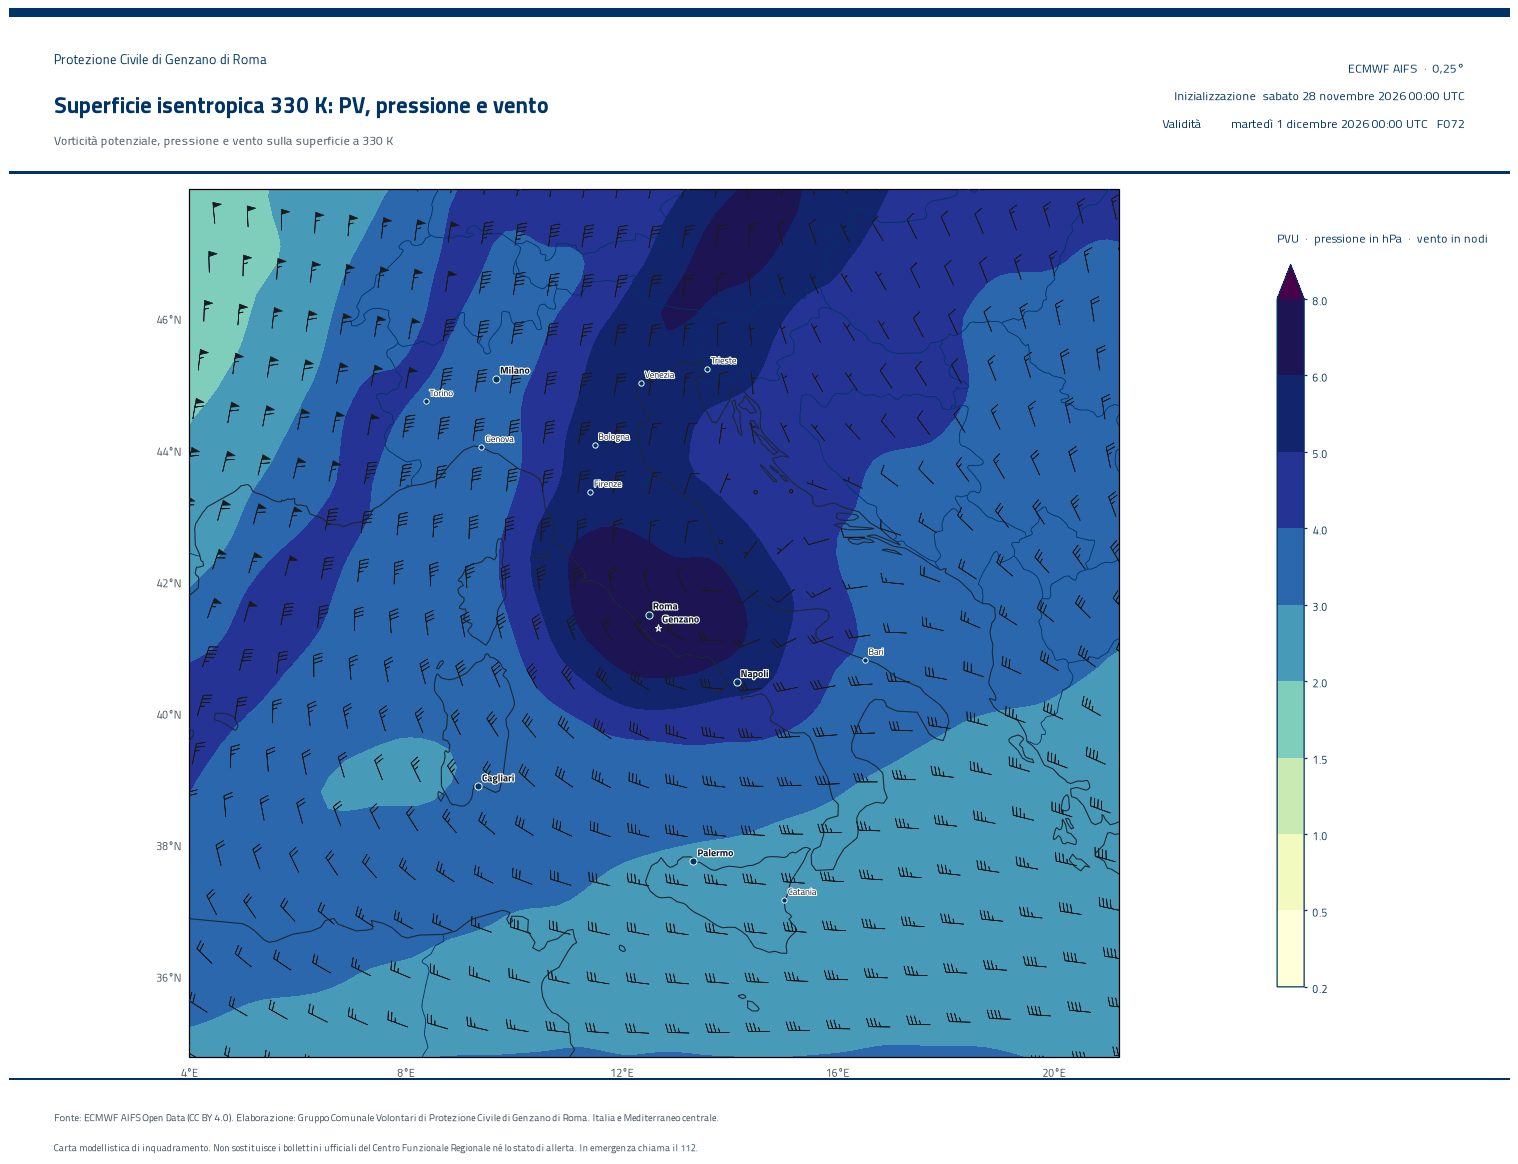 Protezione Civile di Genzano di Roma
Superficie isentropica 330 K: PV, pressione e vento
Vorticità potenziale, pressione e vento sulla superficie a 330 K
ECMWF AIFS · 0,25°
Inizializzazione sabato 28 novembre 2026 00:00 UTC
Validità martedì 1 dicembre 2026 00:00 UTC F072
PVU · pressione in hPa · vento in nodi
8.0
6.0
5.0
4.0
3.0
2.0
1.5
1.0
0.5
0.2
46°N
44°N
42°N
40°N
38°N
36°N
4°E
8°E
12°E
16°E
20°E
Trieste
Milano
Venezia
Torino
Genova
Bologna
Firenze
Roma
Genzano
Bari
Napoli
Cagliari
Palermo
Catania
Fonte: ECMWF AIFS Open Data (CC BY 4.0). Elaborazione: Gruppo Comunale Volontari di Protezione Civile di Genzano di Roma. Italia e Mediterraneo centrale.
Carta modellistica di inquadramento. Non sostituisce i bollettini ufficiali del Centro Funzionale Regionale né lo stato di allerta. In emergenza chiama il 112.